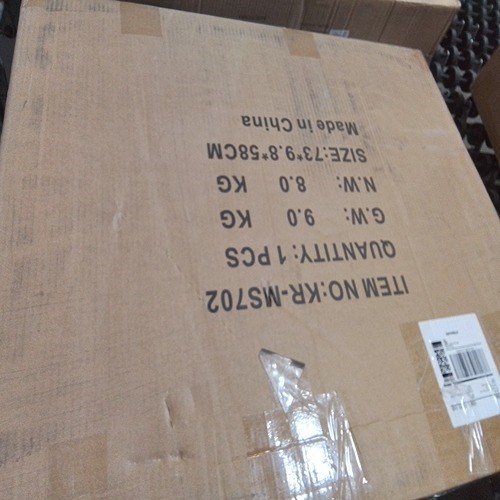 ITEM NO:KR-MS702
QUANTITY: 1 PCS
G.W: 9.0 KG
N.W: 8.0 KG
SIZE:73*9.8*58CM
Made in China